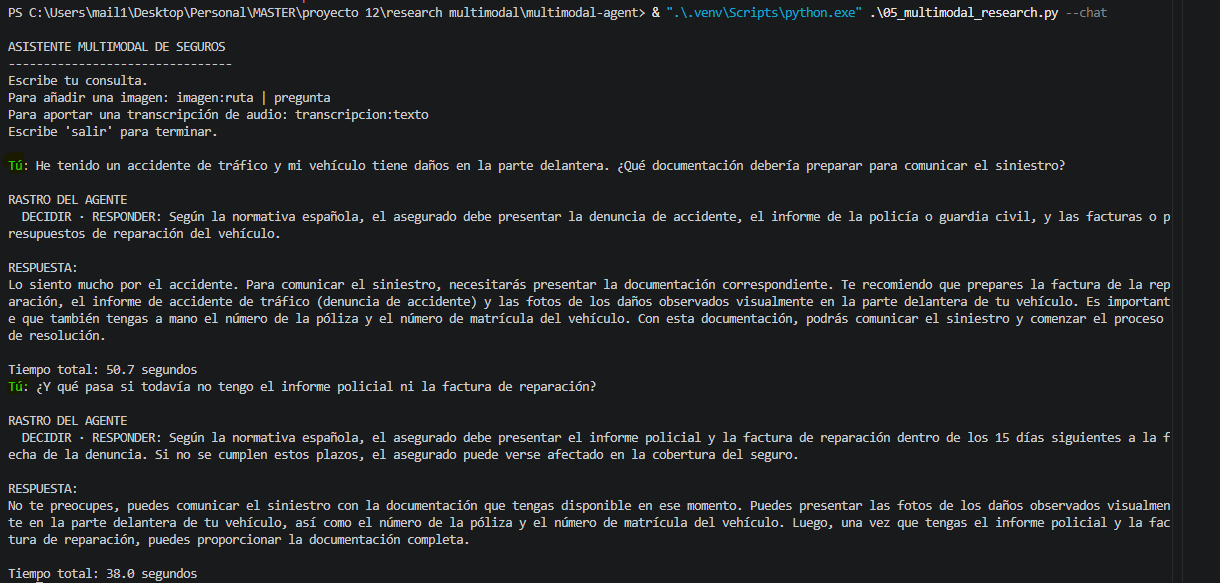 PS C:\Users\mail1\Desktop\Personal\MASTER\proyecto 12\research multimodal\multimodal-agent> & ".\.venv\Scripts\python.exe" .\05_multimodal_research.py --chat
ASISTENTE MULTIMODAL DE SEGUROS
--------------------------------
Escribe tu consulta.
Para añadir una imagen: imagen:ruta | pregunta
Para aportar una transcripción de audio: transcripcion:texto
Escribe 'salir' para terminar.
Tú: He tenido un accidente de tráfico y mi vehículo tiene daños en la parte delantera. ¿Qué documentación debería preparar para comunicar el siniestro?
RASTRO DEL AGENTE
DECIDIR · RESPONDER: Según la normativa española, el asegurado debe presentar la denuncia de accidente, el informe de la policía o guardia civil, y las facturas o p
resupuestos de reparación del vehículo.
RESPUESTA:
Lo siento mucho por el accidente. Para comunicar el siniestro, necesitarás presentar la documentación correspondiente. Te recomiendo que prepares la factura de la rep
aración, el informe de accidente de tráfico (denuncia de accidente) y las fotos de los daños observados visualmente en la parte delantera de tu vehículo. Es important
e que también tengas a mano el número de la póliza y el número de matrícula del vehículo. Con esta documentación, podrás comunicar el siniestro y comenzar el proceso
de resolución.
Tiempo total: 50.7 segundos
Tú: ¿Y qué pasa si todavía no tengo el informe policial ni la factura de reparación?
RASTRO DEL AGENTE
DECIDIR · RESPONDER: Según la normativa española, el asegurado debe presentar el informe policial y la factura de reparación dentro de los 15 días siguientes a la f
echa de la denuncia. Si no se cumplen estos plazos, el asegurado puede verse afectado en la cobertura del seguro.
RESPUESTA:
No te preocupes, puedes comunicar el siniestro con la documentación que tengas disponible en ese momento. Puedes presentar las fotos de los daños observados visualmen
te en la parte delantera de tu vehículo, así como el número de la póliza y el número de matrícula del vehículo. Luego, una vez que tengas el informe policial y la fac
tura de reparación, puedes proporcionar la documentación completa.
Tiempo total: 38.0 segundos